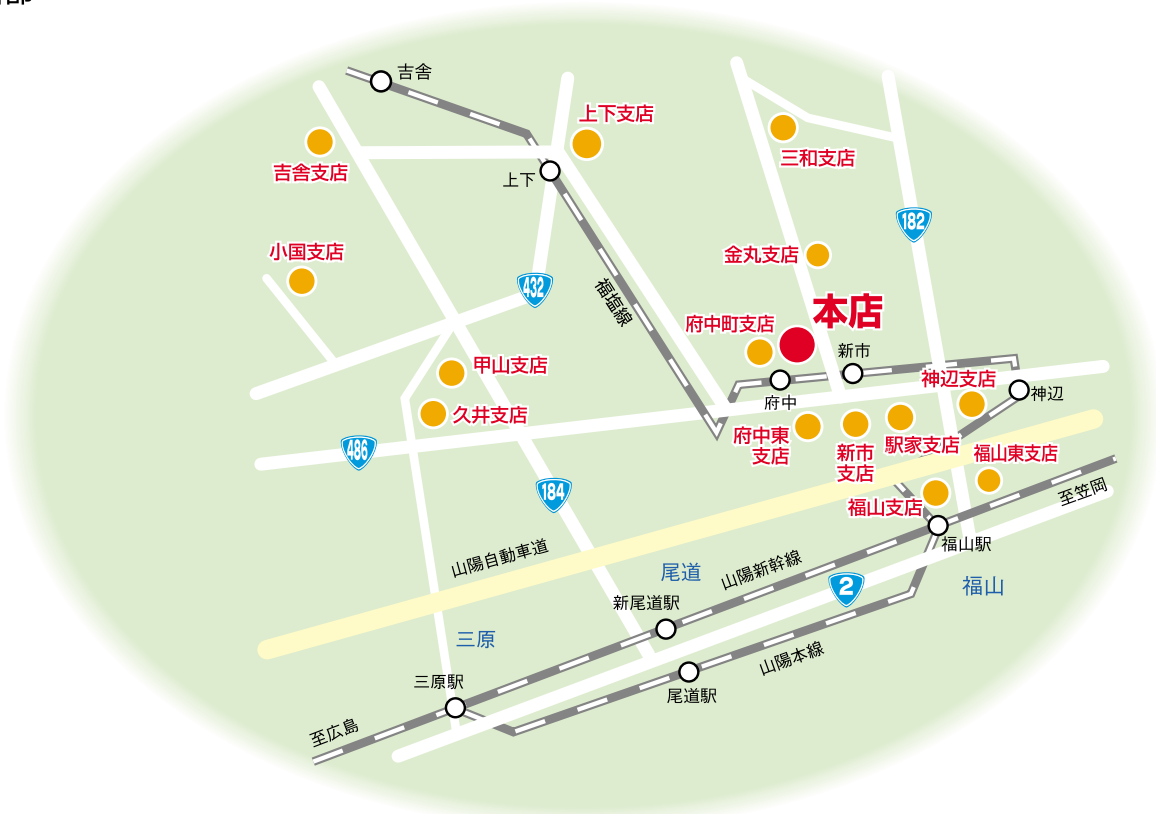 吉舎
上下支店
三和支店
吉舎支店
上下
182
小国支店
金丸支店
432
福塩線
本店
府中町支店
新市
甲山支店
神辺支店
神辺
久井支店
府中
府中東
支店
新市
支店
駅家支店
福山東支店
486
184
福山支店
至笠岡
山陽自動車道
福山駅
尾道
山陽新幹線
2
福山
新尾道駅
三原
山陽本線
三原駅
尾道駅
至広島